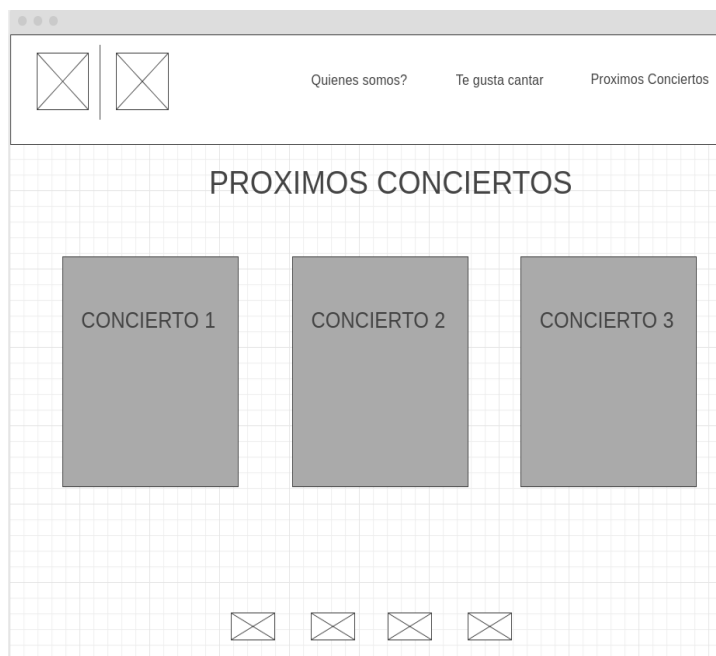 Quienes somos? Te gusta cantar Proximos Conciertos
PROXIMOS CONCIERTOS
CONCIERTO 1 CONCIERTO 2 CONCIERTO 3